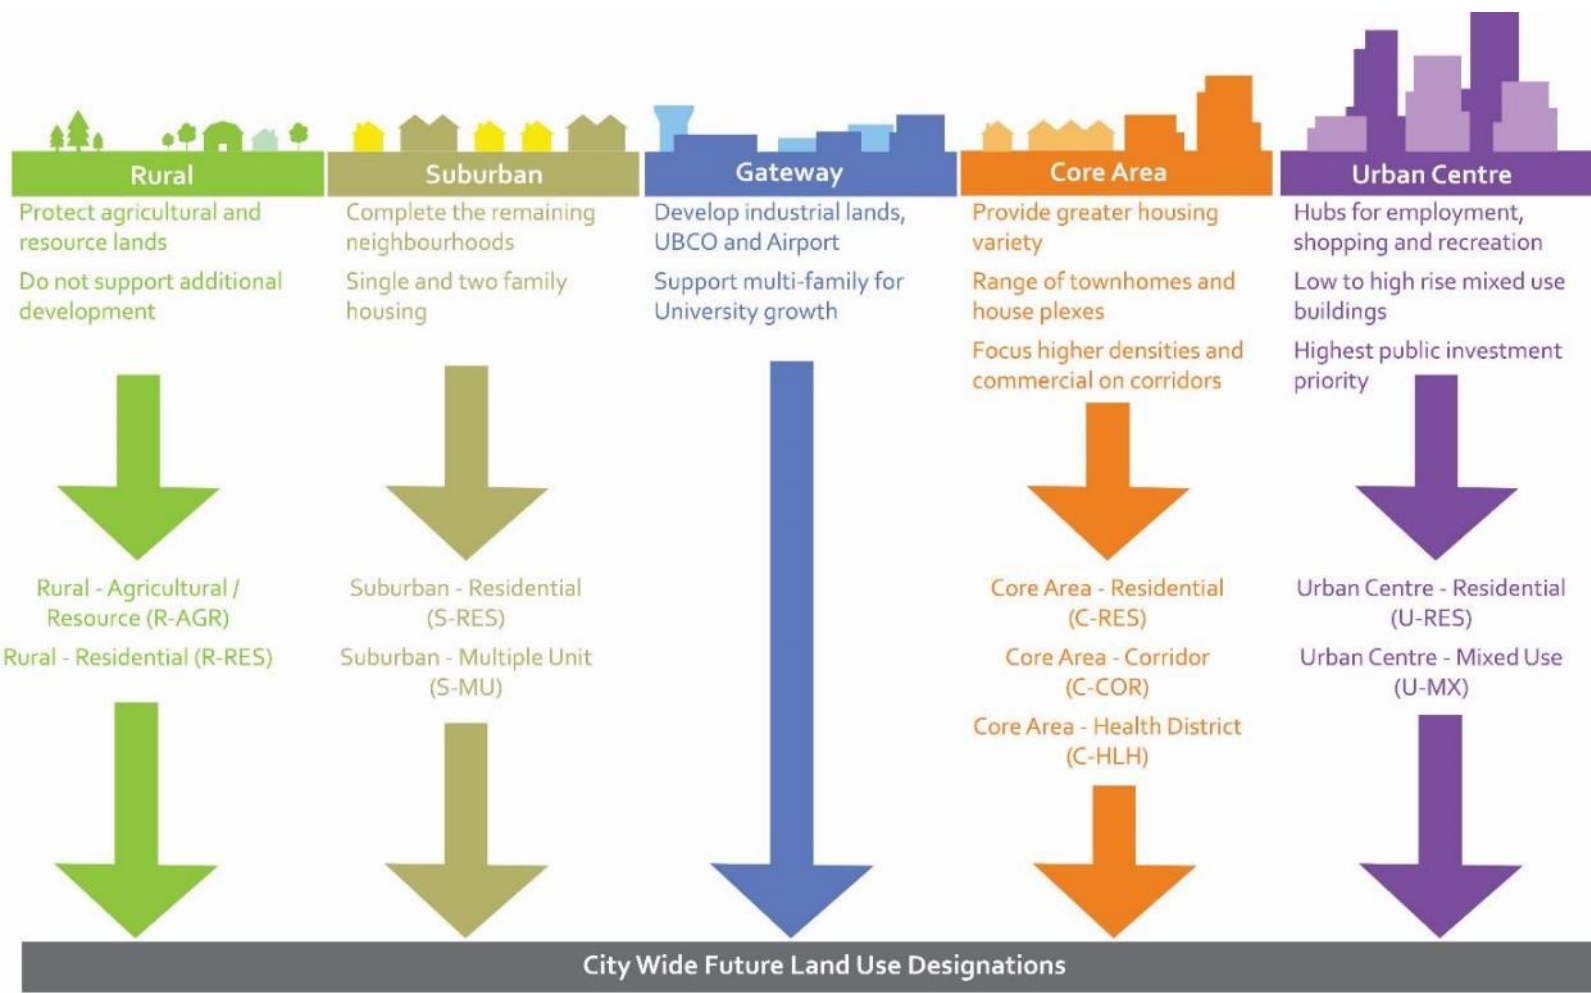 Rural
Protect agricultural and
resource lands
Do not support additional
development
Rural - Agricultural /
Resource (R-AGR)
Rural - Residential (R-RES)
Suburban
Complete the remaining
neighbourhoods
Single and two family
housing
Suburban - Residential
(S-RES)
Suburban - Multiple Unit
(S-MU)
Gateway
Develop industrial lands,
UBCO and Airport
Support multi-family for
University growth
Core Area
Provide greater housing
variety
Range of townhomes and
house plexes
Focus higher densities and
commercial on corridors
Core Area - Residential
(C-RES)
Core Area - Corridor
(C-COR)
Core Area - Health District
(C-HLH)
Urban Centre
Hubs for employment,
shopping and recreation
Low to high rise mixed use
buildings
Highest public investment
priority
Urban Centre - Residential
(U-RES)
Urban Centre - Mixed Use
(U-MX)
City Wide Future Land Use Designations